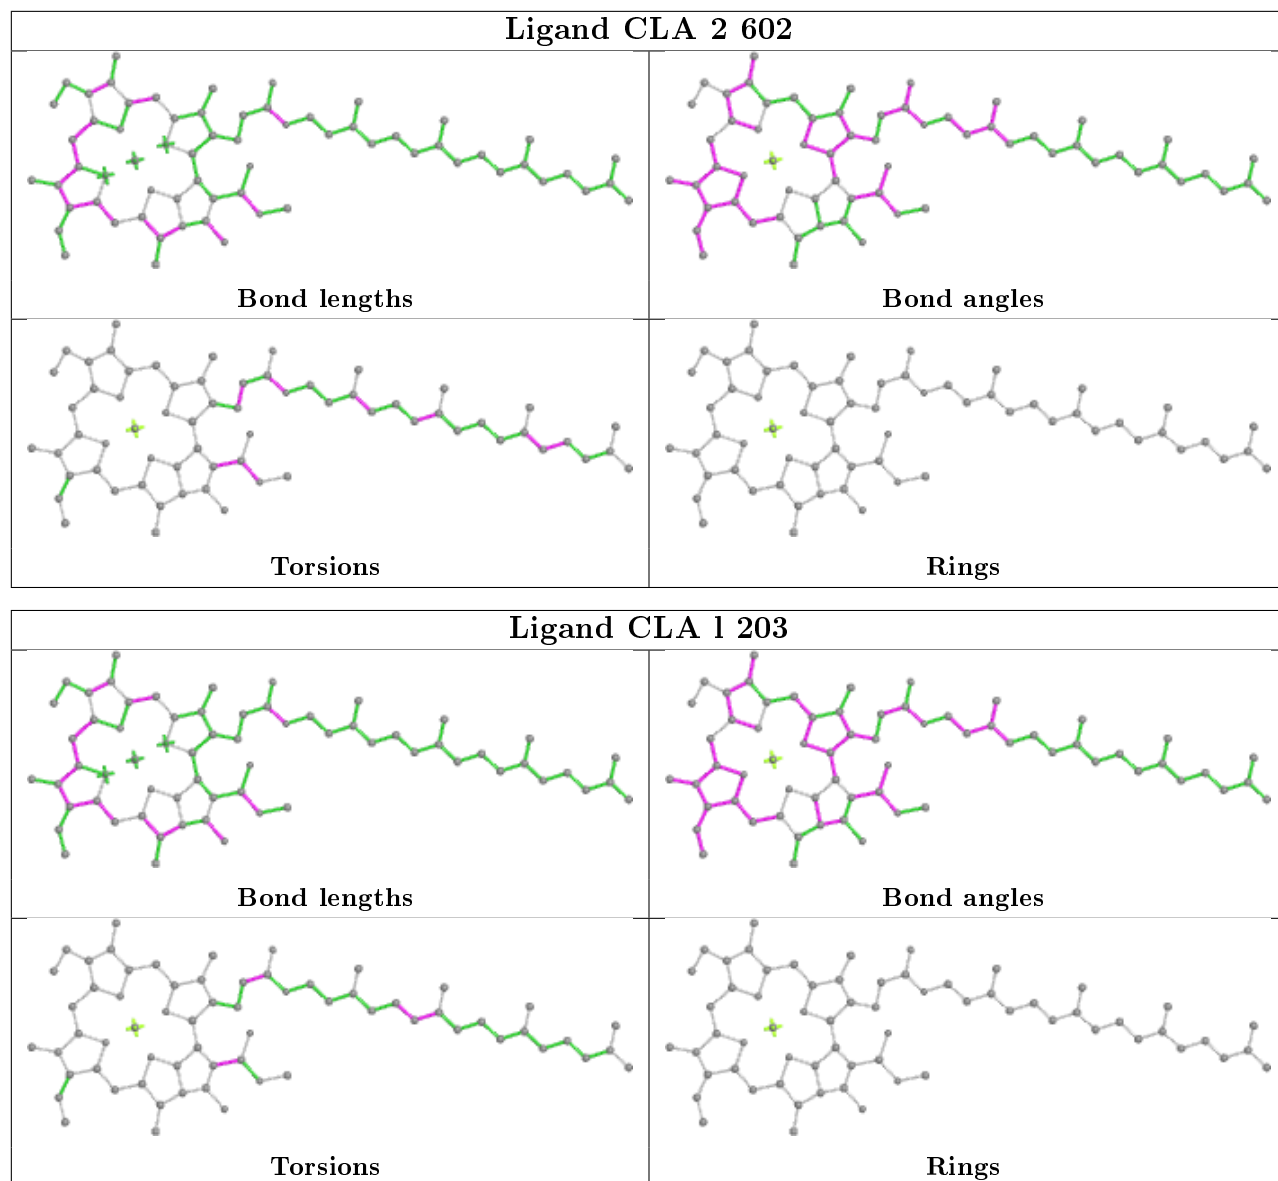 Ligand CLA 2 602
Bond lengths
Bond angles
Torsions
Rings
Ligand CLA l 203
Bond lengths
Bond angles
Torsions
Rings